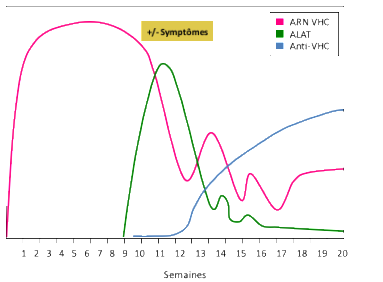 +/- Symptômes
ARN VHC
ALAT
Anti-VHC
1 2 3 4 5 6 7 8 9 10 11 12 13 14 15 16 17 18 19 20
Semaines